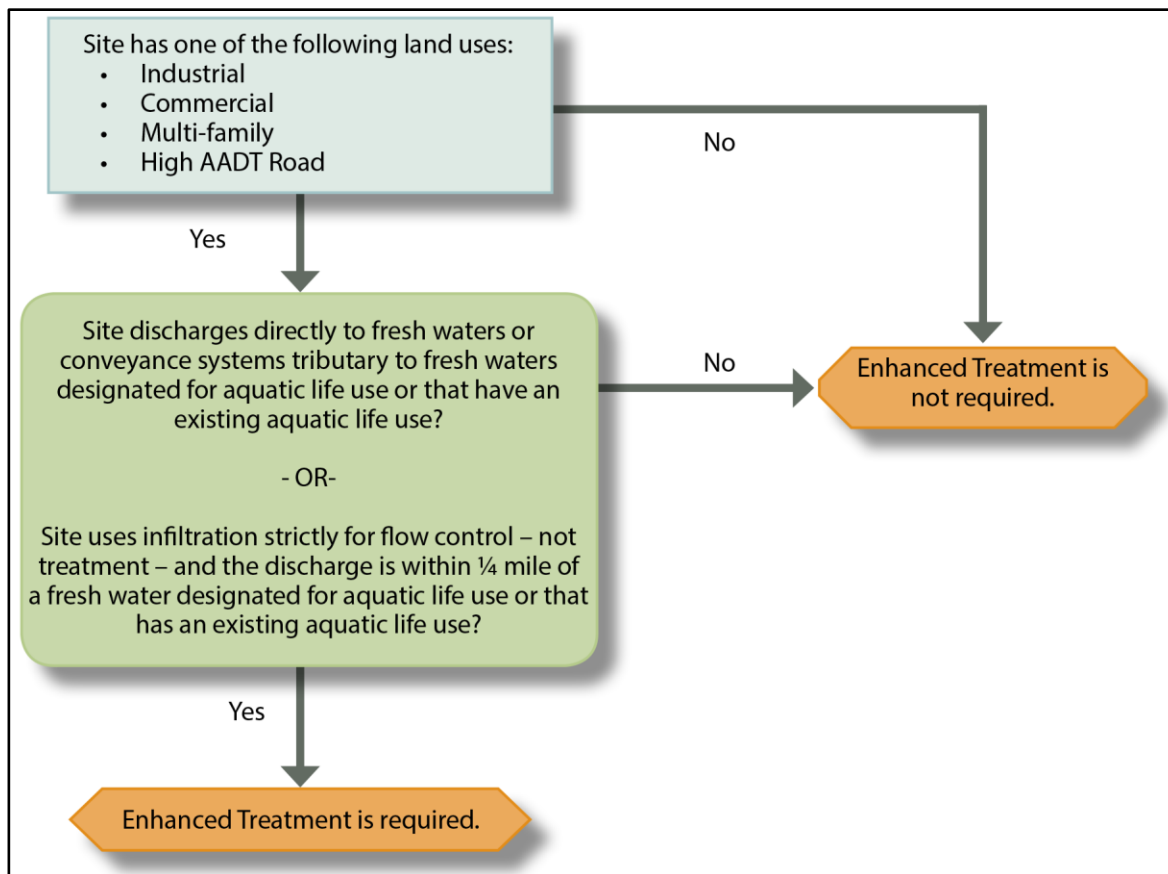 Site has one of the following land uses:
• Industrial
• Commercial
• Multi-family
• High AADT Road
No
Yes
Site discharges directly to fresh waters or
conveyance systems tributary to fresh waters
designated for aquatic life use or that have an
existing aquatic life use?
- OR-
Site uses infiltration strictly for flow control – not
treatment – and the discharge is within ¼ mile of
a fresh water designated for aquatic life use or that
has an existing aquatic life use?
No
Enhanced Treatment is
not required.
Yes
Enhanced Treatment is required.